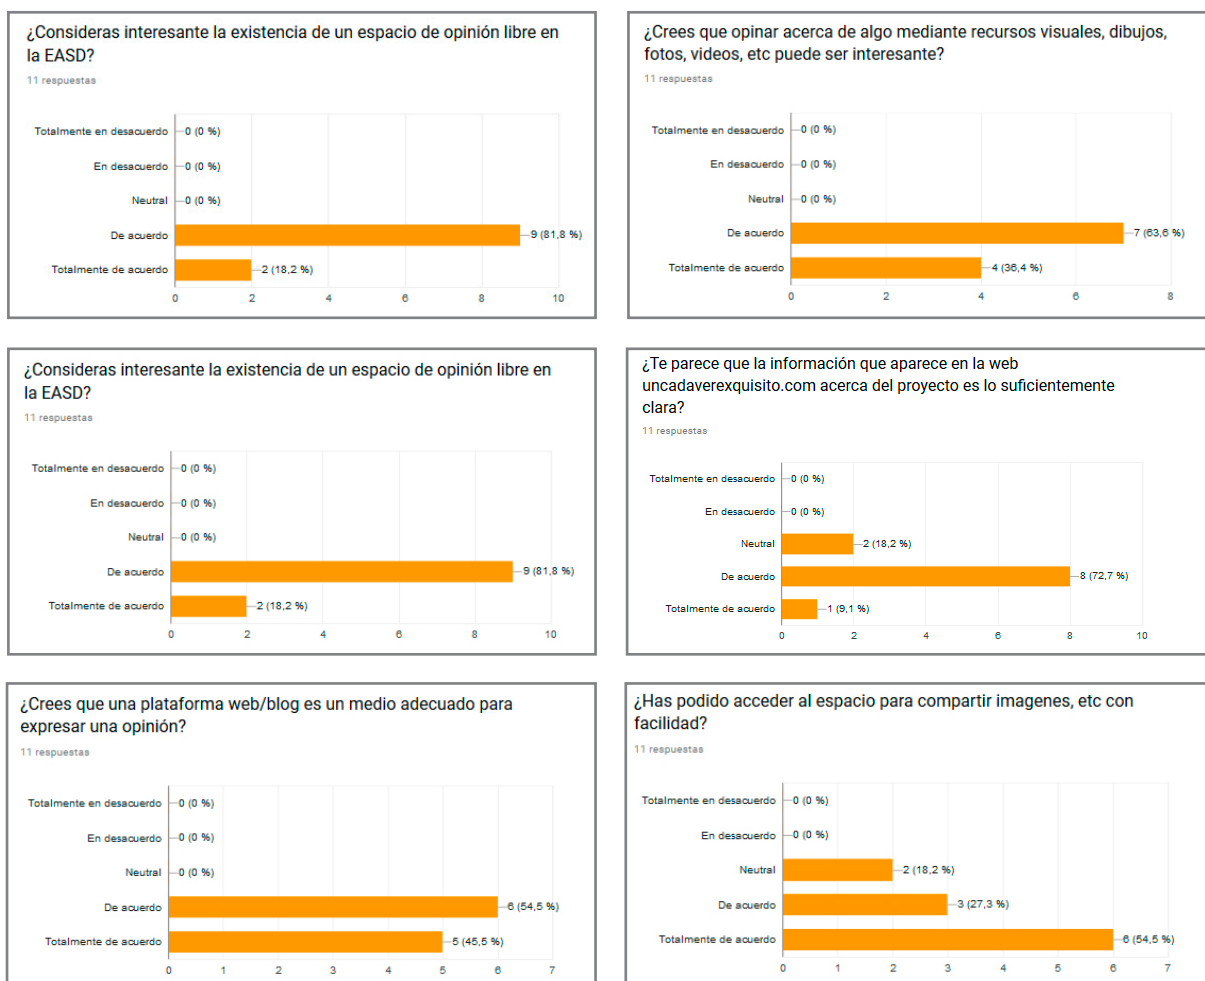 ¿Consideras interesante la existencia de un espacio de opinión libre en
la EASD?
11 respuestas
Totalmente en desacuerdo
0 (0 %)
En desacuerdo
0 (0 %)
Neutral
0 (0 %)
De acuerdo
9 (81,8 %)
Totalmente de acuerdo
2 (18,2 %)
0 2 4 6 8 10
¿Crees que opinar acerca de algo mediante recursos visuales, dibujos,
fotos, videos, etc puede ser interesante?
11 respuestas
Totalmente en desacuerdo
0 (0 %)
En desacuerdo
0 (0 %)
Neutral
0 (0 %)
De acuerdo
7 (63,6 %)
Totalmente de acuerdo
4 (36,4 %)
0 2 4 6 8
¿Consideras interesante la existencia de un espacio de opinión libre en
la EASD?
11 respuestas
Totalmente en desacuerdo
0 (0 %)
En desacuerdo
0 (0 %)
Neutral
0 (0 %)
De acuerdo
9 (81,8 %)
Totalmente de acuerdo
2 (18,2 %)
0 2 4 6 8 10
¿Te parece que la información que aparece en la web
uncadaverexquisito.com acerca del proyecto es lo suficientemente
clara?
11 respuestas
Totalmente en desacuerdo
0 (0 %)
En desacuerdo
0 (0 %)
Neutral
2 (18,2 %)
De acuerdo
8 (72,7 %)
Totalmente de acuerdo
1 (9,1 %)
0 2 4 6 8 10
¿Crees que una plataforma web/blog es un medio adecuado para
expresar una opinión?
11 respuestas
Totalmente en desacuerdo
0 (0 %)
En desacuerdo
0 (0 %)
Neutral
0 (0 %)
De acuerdo
6 (54,5 %)
Totalmente de acuerdo
5 (45,5 %)
0 1 2 3 4 5 6 7
¿Has podido acceder al espacio para compartir imagenes, etc con
facilidad?
11 respuestas
Totalmente en desacuerdo
0 (0 %)
En desacuerdo
0 (0 %)
Neutral
2 (18,2 %)
De acuerdo
3 (27,3 %)
Totalmente de acuerdo
6 (54,5 %)
0 1 2 3 4 5 6 7